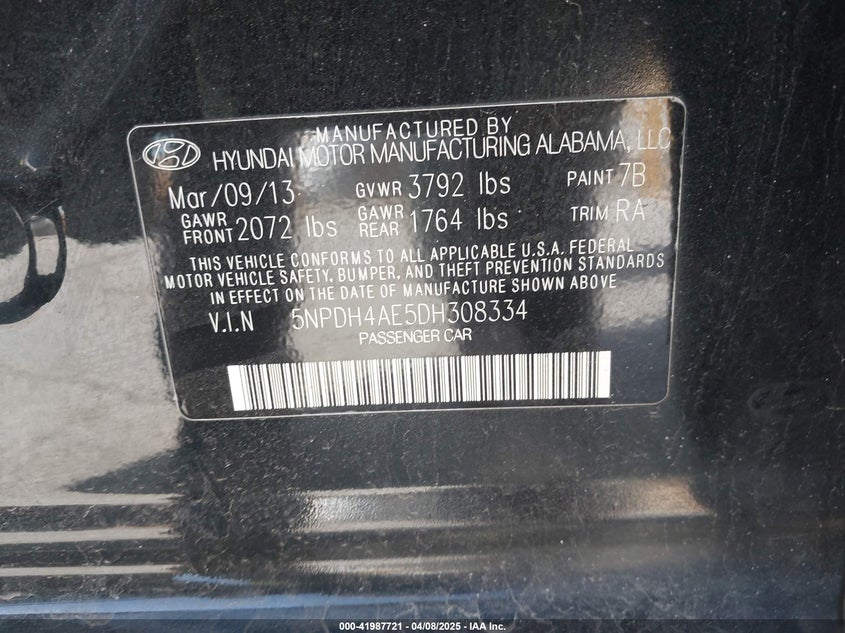 MANUFACTURED BY
HYUNDAI MOTOR MANUFACTURING ALABAMA, LLC
Mar/09/13 GVWR 3792 lbs PAINT 7B
GAWR FRONT 2072 lbs GAWR REAR 1764 lbs TRIM RA
THIS VEHICLE CONFORMS TO ALL APPLICABLE U.S.A. FEDERAL
MOTOR VEHICLE SAFETY, BUMPER, AND THEFT PREVENTION STANDARDS
IN EFFECT ON THE DATE OF MANUFACTURE SHOWN ABOVE
V.I.N 5NPDH4AE5DH308334
PASSENGER CAR
000-41987721 - 04/08/2025 - IAA Inc.